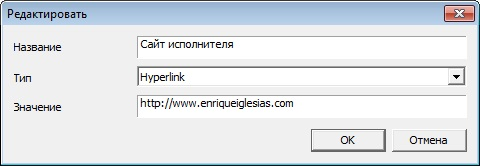 Редактировать
Название Сайт исполнителя
Тип Hyperlink
Значение http://www.enriqueiglesias.com
OK Отмена